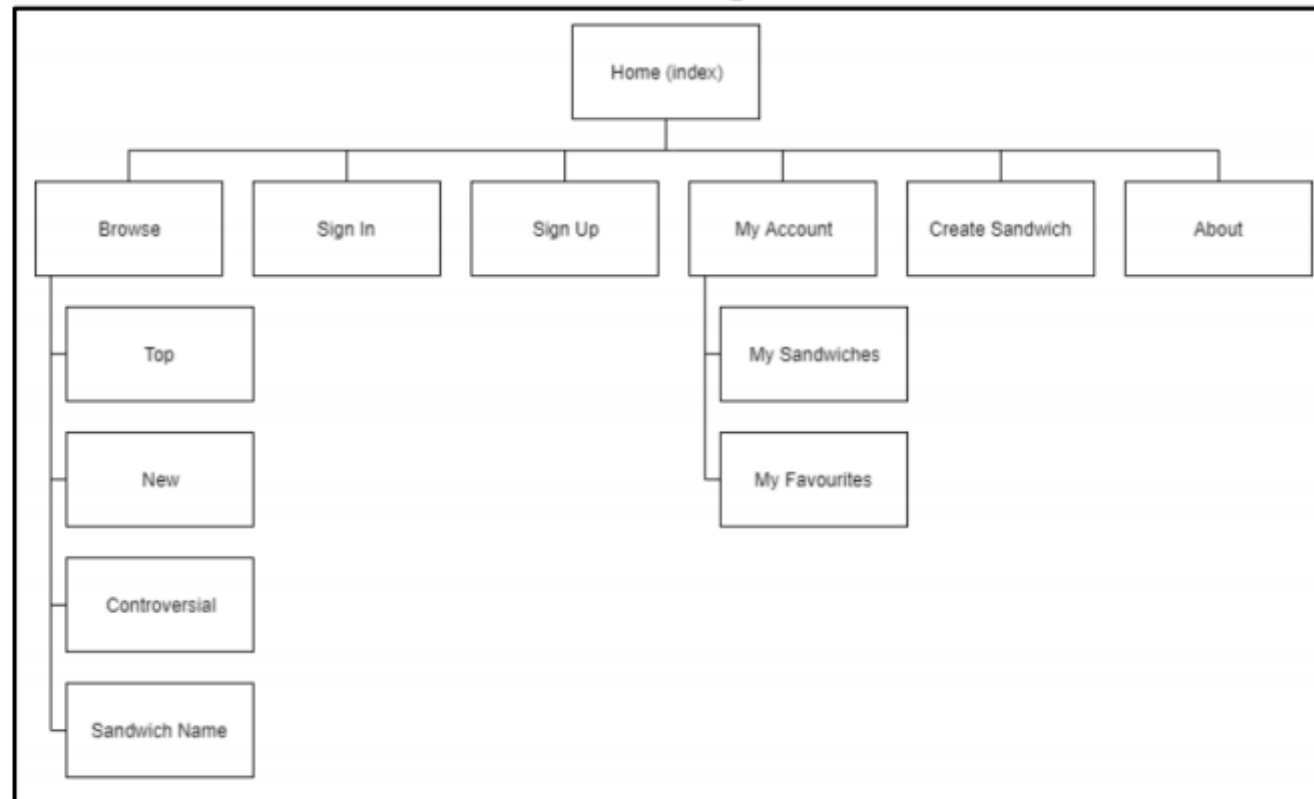 Home (index)
Browse
Sign In
Sign Up
My Account
Create Sandwich
About
Top
My Sandwiches
New
My Favourites
Controversial
Sandwich Name